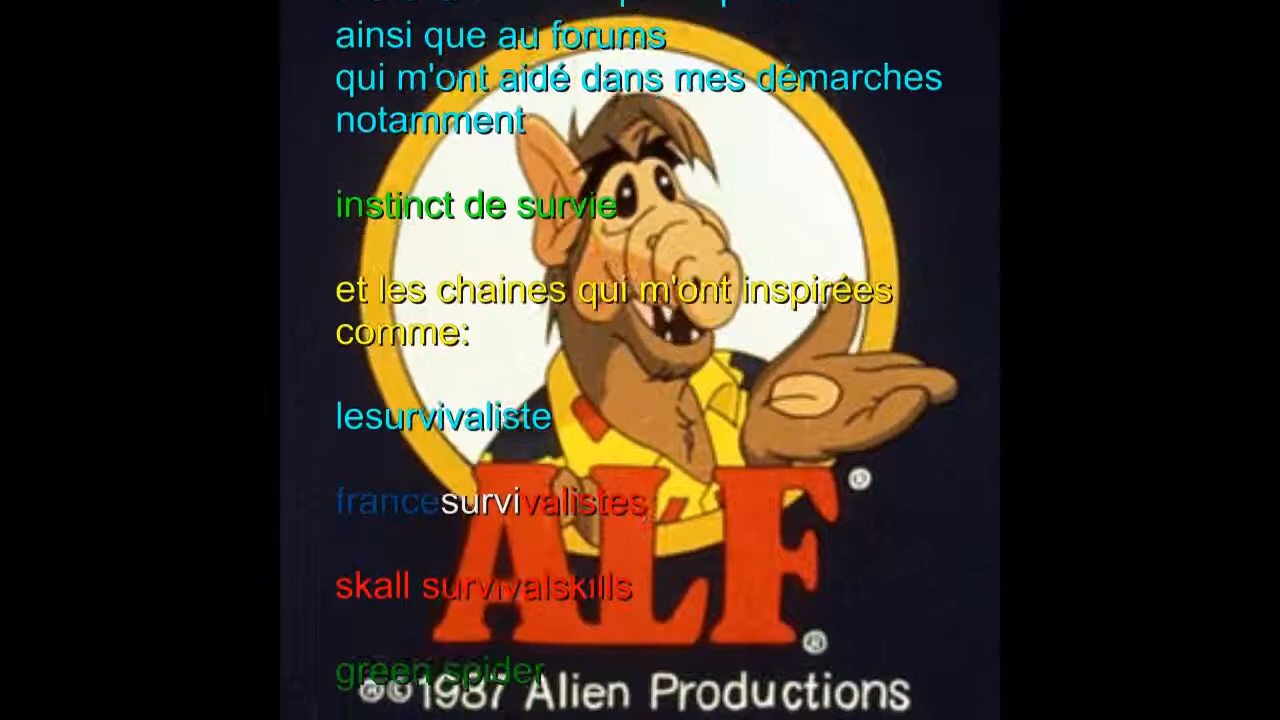 ainsi que au forums
qui m'ont aidé dans mes démarches
notamment
instinct de survie
et les chaines qui m'ont inspirées
comme:
lesurvivaliste
francesurvivalistes
skall survivalskills
ALF ©
®
green spider
®©1987 Alien Productions